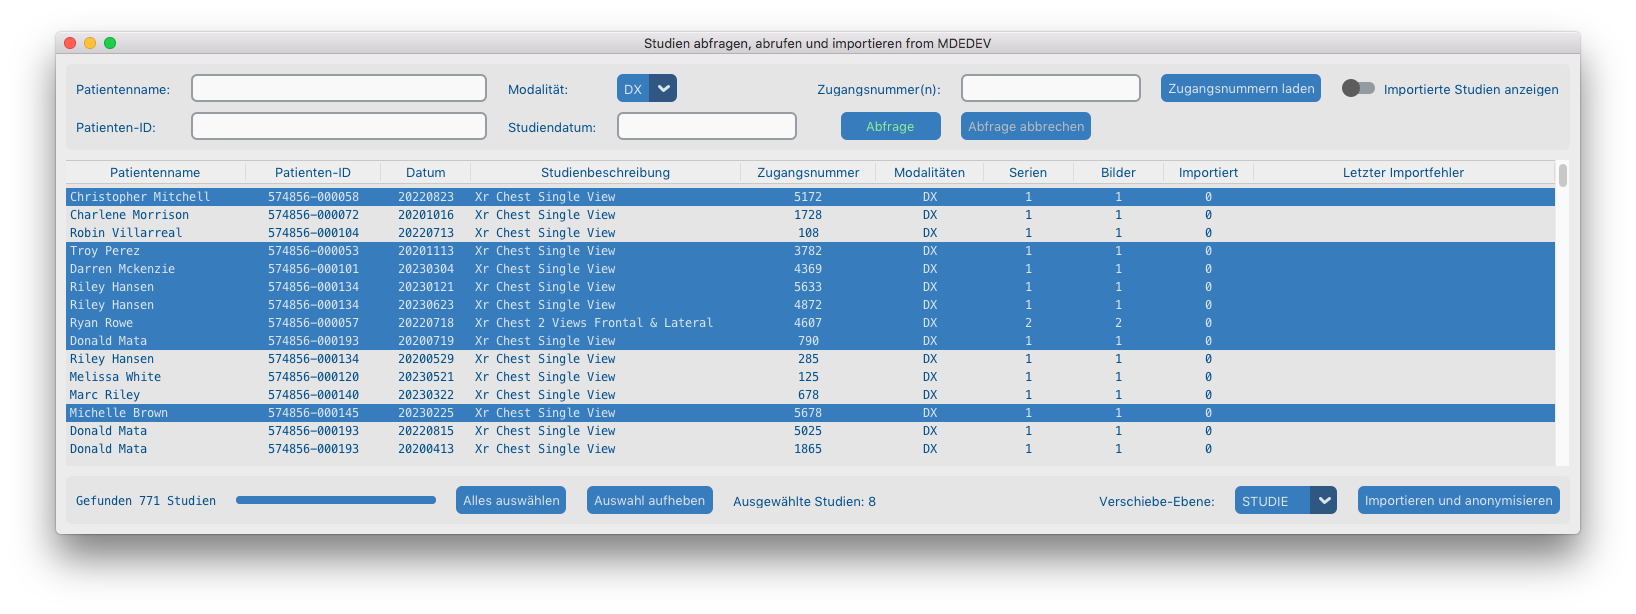 Studien abfragen, abrufen und importieren from MDEDEV
Patientenname: Modalität: DX Zugangsnummer(n): Zugangsnummern laden Importierte Studien anzeigen
Patienten-ID: Studiendatum: Abfrage Abfrage abbrechen
Patientenname Patienten-ID Datum Studienbeschreibung Zugangsnummer Modalitäten Serien Bilder Importiert Letzter Importfehler
Christopher Mitchell 574856-000058 20220823 Xr Chest Single View 5172 DX 1 1 0
Charlene Morrison 574856-000072 20201016 Xr Chest Single View 1728 DX 1 1 0
Robin Villarreal 574856-000104 20220713 Xr Chest Single View 108 DX 1 1 0
Troy Perez 574856-000053 20201113 Xr Chest Single View 3782 DX 1 1 0
Darren Mckenzie 574856-000101 20230304 Xr Chest Single View 4369 DX 1 1 0
Riley Hansen 574856-000134 20230121 Xr Chest Single View 5633 DX 1 1 0
Riley Hansen 574856-000134 20230623 Xr Chest Single View 4872 DX 1 1 0
Ryan Rowe 574856-000057 20220718 Xr Chest 2 Views Frontal & Lateral 4607 DX 2 2 0
Donald Mata 574856-000193 20200719 Xr Chest Single View 790 DX 1 1 0
Riley Hansen 574856-000134 20200529 Xr Chest Single View 285 DX 1 1 0
Melissa White 574856-000120 20230521 Xr Chest Single View 125 DX 1 1 0
Marc Riley 574856-000140 20230322 Xr Chest Single View 678 DX 1 1 0
Michelle Brown 574856-000145 20230225 Xr Chest Single View 5678 DX 1 1 0
Donald Mata 574856-000193 20220815 Xr Chest Single View 5025 DX 1 1 0
Donald Mata 574856-000193 20200413 Xr Chest Single View 1865 DX 1 1 0
Gefunden 771 Studien Alles auswählen Auswahl aufheben Ausgewählte Studien: 8 Verschiebe-Ebene: STUDIE Importieren und anonymisieren